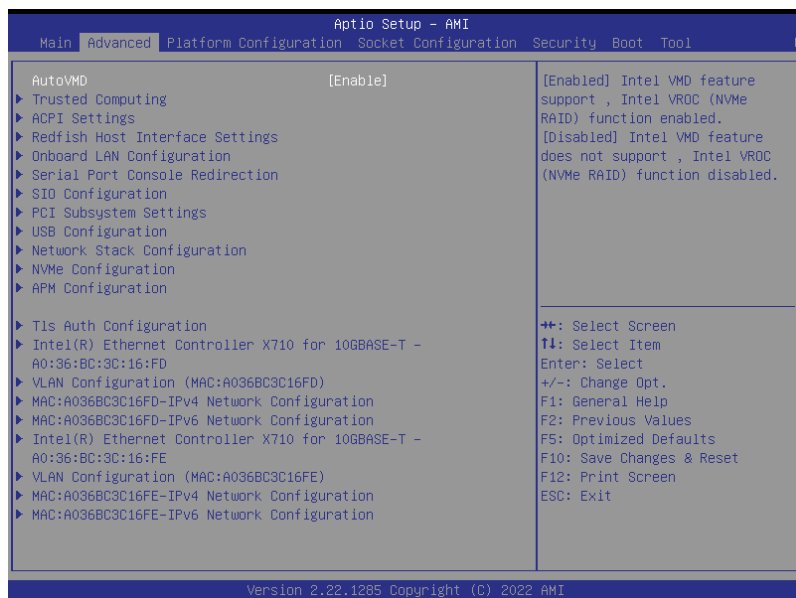 Aptio Setup – AMI
Main Advanced Platform Configuration Socket Configuration Security Boot Tool
AutoVMD [Enable]
Trusted Computing
ACPI Settings
Redfish Host Interface Settings
Onboard LAN Configuration
Serial Port Console Redirection
SIO Configuration
PCI Subsystem Settings
USB Configuration
Network Stack Configuration
NVMe Configuration
APM Configuration
Tls Auth Configuration
Intel(R) Ethernet Controller X710 for 10GBASE-T –
A0:36:BC:3C:16:FD
VLAN Configuration (MAC:A036BC3C16FD)
MAC:A036BC3C16FD-IPv4 Network Configuration
MAC:A036BC3C16FD-IPv6 Network Configuration
Intel(R) Ethernet Controller X710 for 10GBASE-T –
A0:36:BC:3C:16:FE
VLAN Configuration (MAC:A036BC3C16FE)
MAC:A036BC3C16FE-IPv4 Network Configuration
MAC:A036BC3C16FE-IPv6 Network Configuration
[Enabled] Intel VMD feature
support , Intel VROC (NVMe
RAID) function enabled.
[Disabled] Intel VMD feature
does not support , Intel VROC
(NVMe RAID) function disabled.
→←: Select Screen
↑↓: Select Item
Enter: Select
+/-: Change Opt.
F1: General Help
F2: Previous Values
F5: Optimized Defaults
F10: Save Changes & Reset
F12: Print Screen
ESC: Exit
Version 2.22.1285 Copyright (C) 2022 AMI